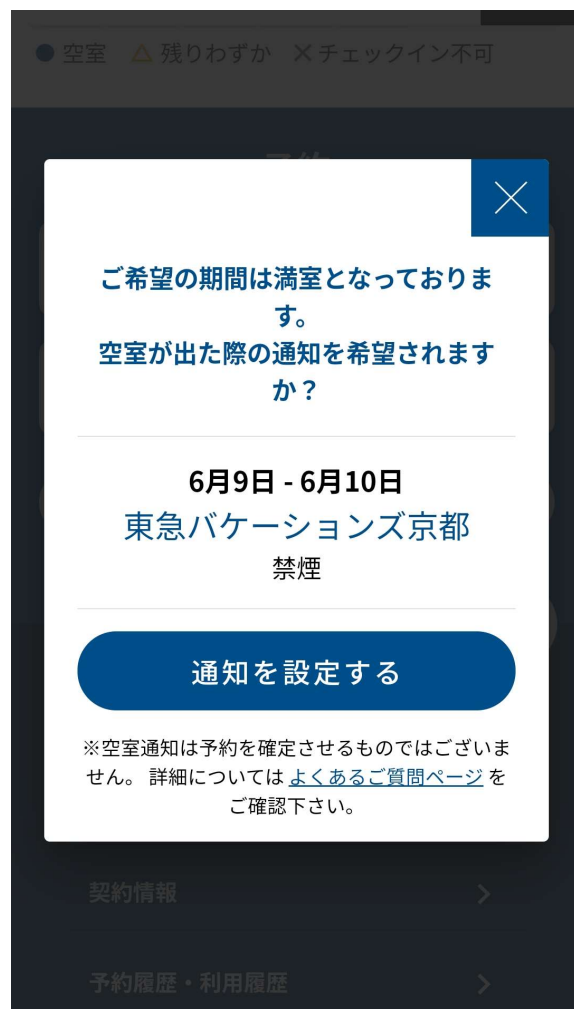 ● 空室 △ 残りわずか ✕ チェックイン不可
予約
ご希望の期間は満室となっておりま
す。
空室が出た際の通知を希望されます
か？
6月9日 - 6月10日
東急バケーションズ京都
禁煙
通知を設定する
※空室通知は予約を確定させるものではございま
せん。 詳細については よくあるご質問ページ を
ご確認下さい。
契約情報
予約履歴・利用履歴